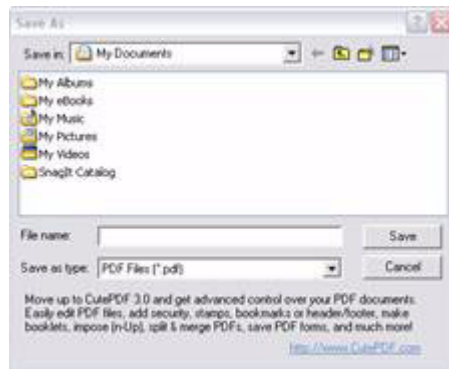 Save As
Save in: My Documents
My Albums
My eBooks
My Music
My Pictures
My Videos
SnagIt Catalog
File name: Save
Save as type: PDF Files (*.pdf) Cancel
Move up to CutePDF 3.0 and get advanced control over your PDF documents.
Easily edit PDF files, add security, stamps, bookmarks or header/footer, make
booklets, impose (n-Up), split & merge PDFs, save PDF forms, and much more!
http://www.CutePDF.com